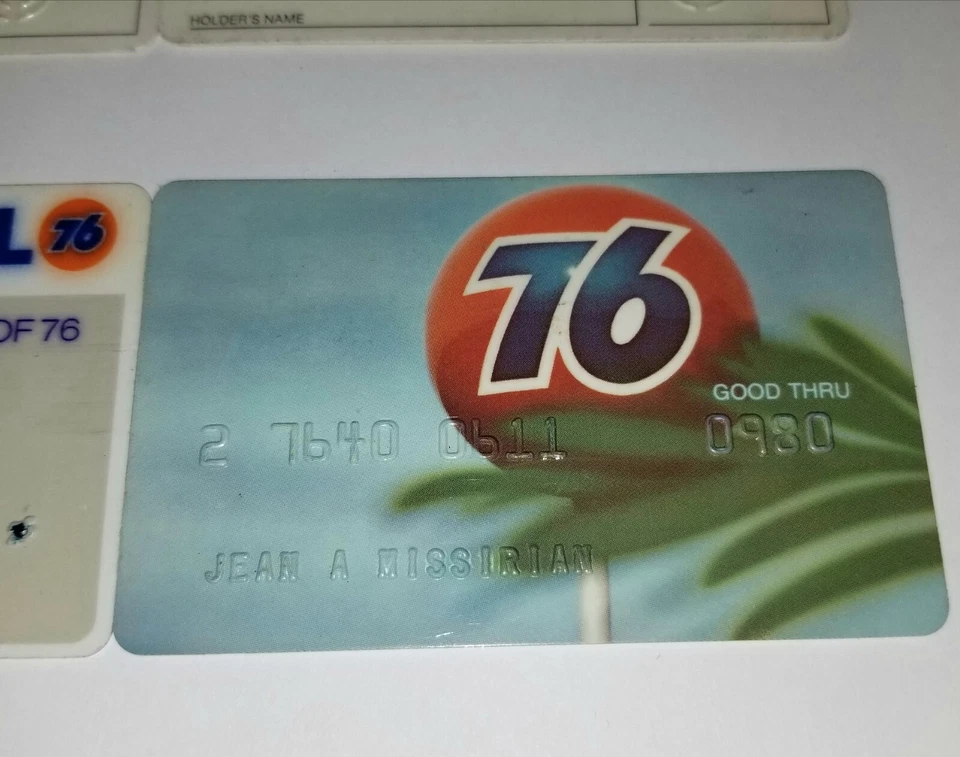 HOLDER'S NAME
L 76
OF 76
76
GOOD THRU
2 7640 0611 0980
JEAN A MISSIRIAN